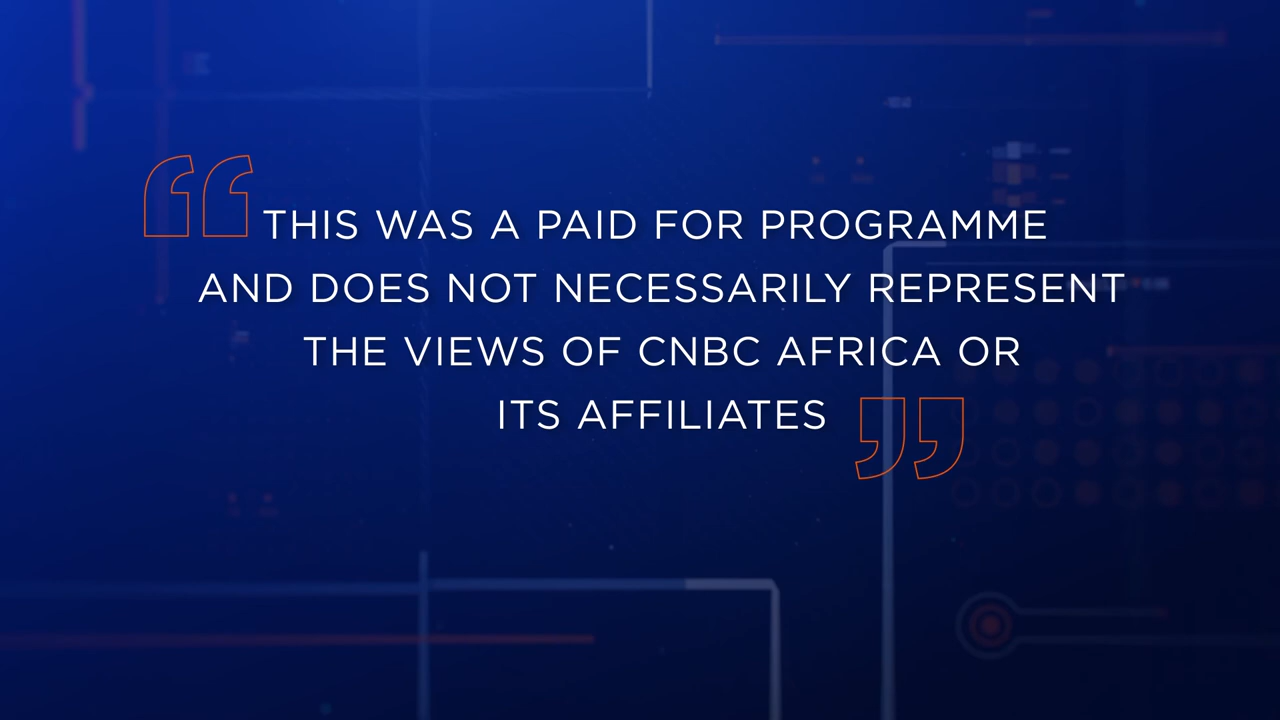 “THIS WAS A PAID FOR PROGRAMME
AND DOES NOT NECESSARILY REPRESENT
THE VIEWS OF CNBC AFRICA OR
ITS AFFILIATES”